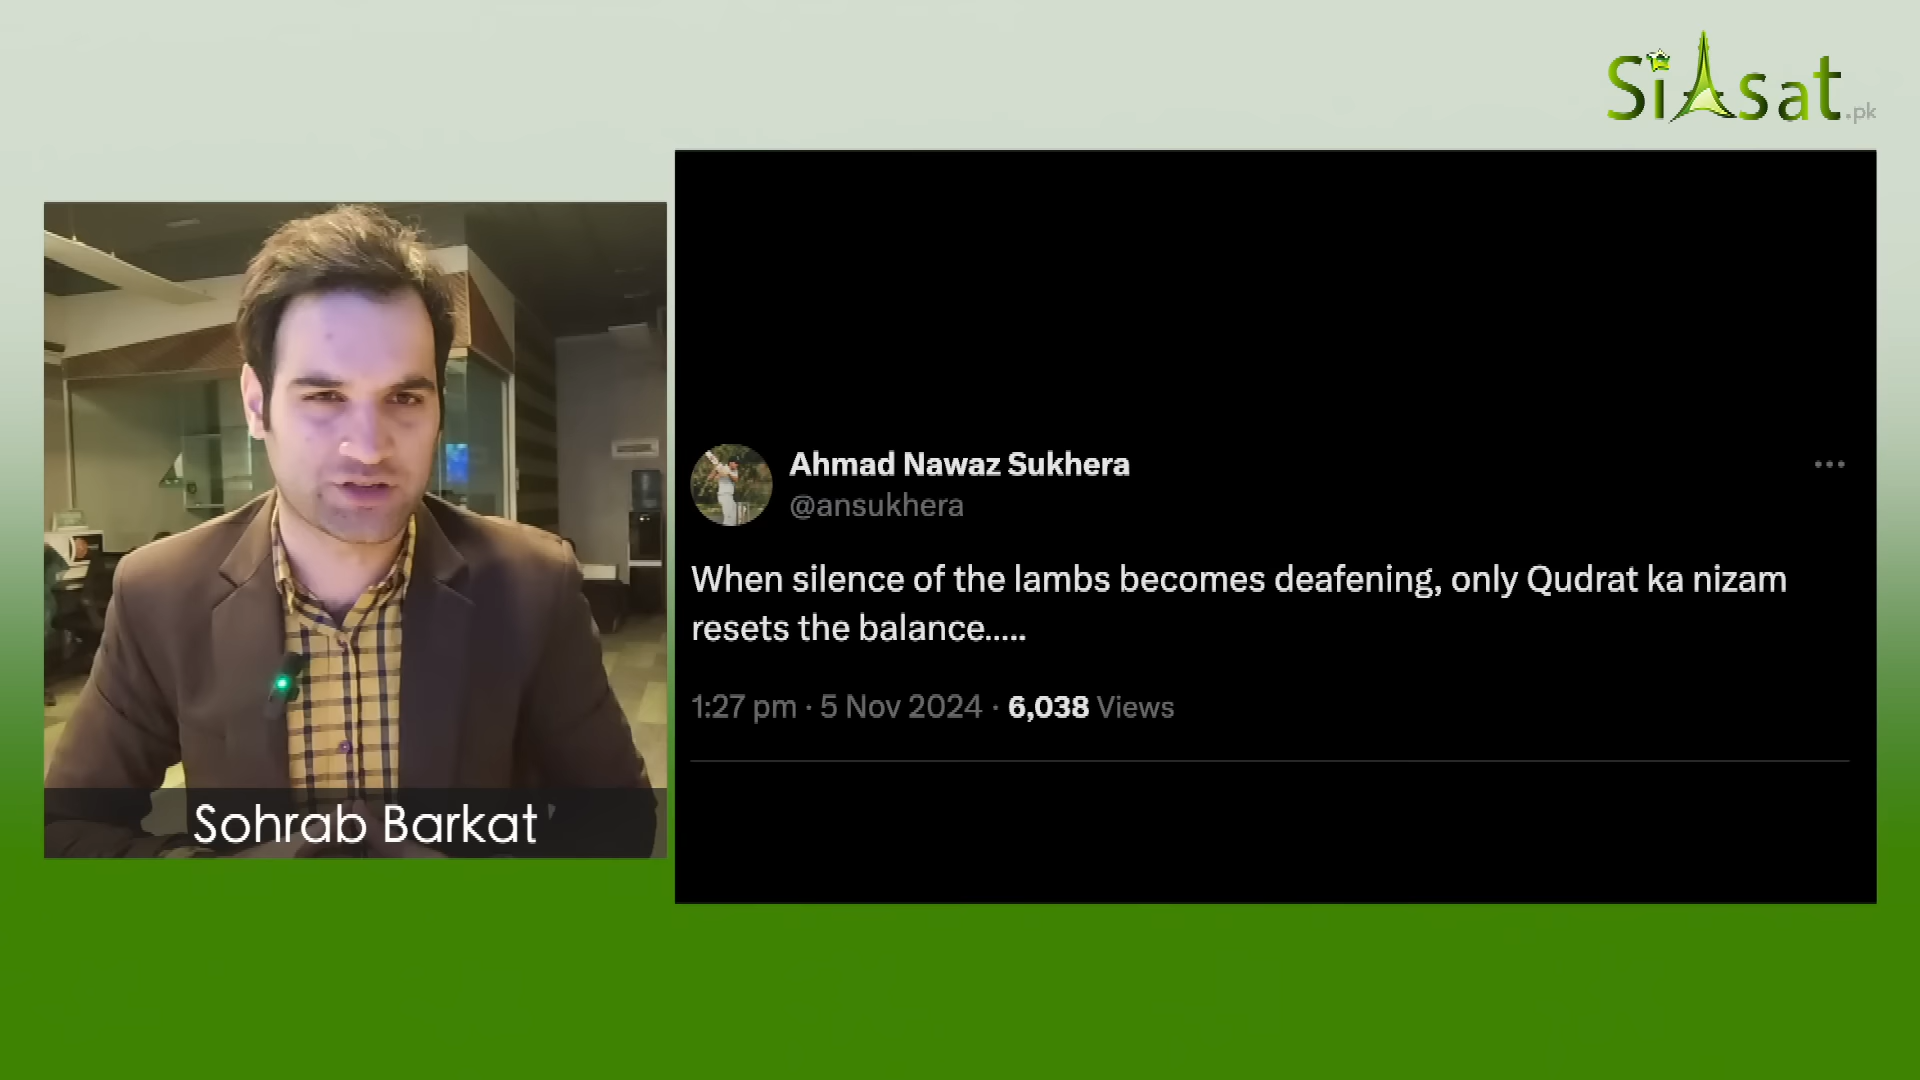 SiAsat.pk
Ahmad Nawaz Sukhera
@ansukhera
When silence of the lambs becomes deafening, only Qudrat ka nizam
resets the balance.....
1:27 pm · 5 Nov 2024 · 6,038 Views
Sohrab Barkat